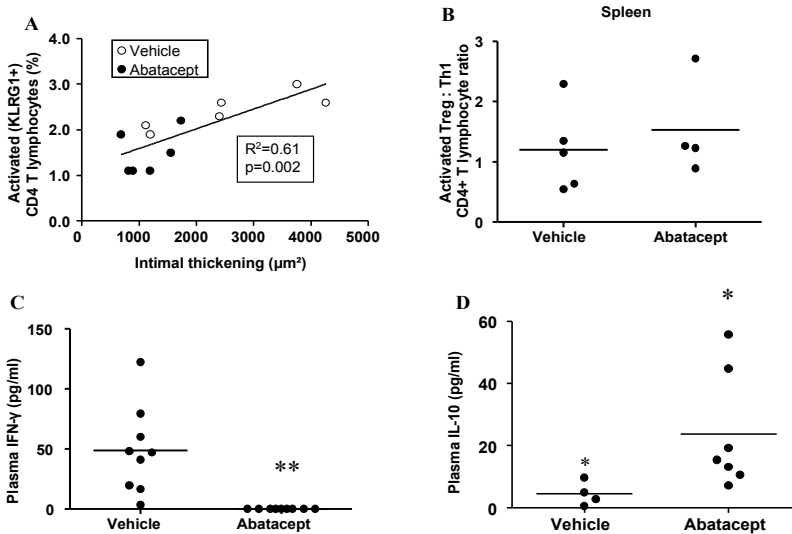 A
Activated (KLRG1+)
CD4 T lymphocytes (%)
4.0
3.0
2.0
1.0
0.0
Vehicle
Abatacept
R²=0.61
p=0.002
0 1000 2000 3000 4000 5000
Intimal thickening (µm²)
B
Spleen
Activated Treg : Th1
CD4+ T lymphocyte ratio
3
2
1
0
Vehicle Abatacept
C
Plasma IFN-γ (pg/ml)
150
100
50
0
**
Vehicle Abatacept
D
Plasma IL-10 (pg/ml)
60
40
20
0
*
*
Vehicle Abatacept